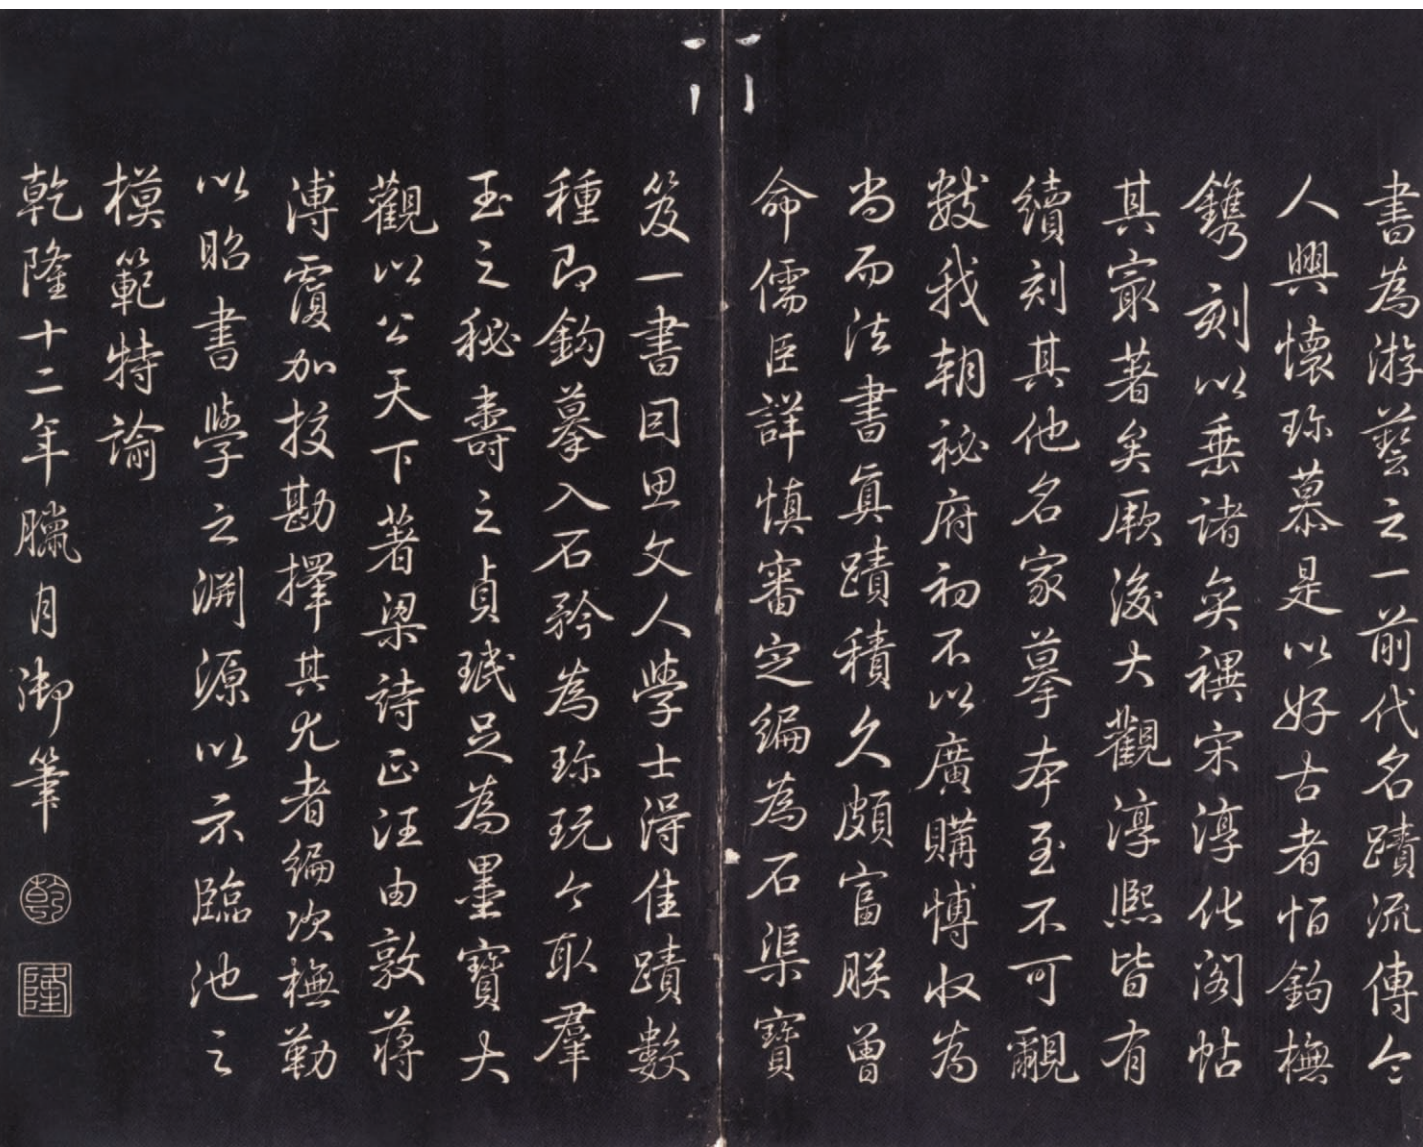 書為游藝之一前代名蹟流傳令
人興懷珍慕是以好古者恒鉤橅
鐫刻以垂諸奕禩宋淳化閣帖
其冣著矣厥後大觀淳熙皆有
續刻其他名家摹本至不可覼
數我朝祕府初不以廣購博收為
尚而法書真蹟積久頗富朕曾
命儒臣詳慎審定編為石渠寶
笈一書因思文人學士得佳蹟數
種即鉤摹入石矜為珍玩今取羣
玉之秘壽之貞珉足為墨寶大
觀以公天下著梁詩正汪由敦蔣
溥覆加挍勘擇其尤者編次橅勒
以昭書學之淵源以示臨池之
模範特諭
乾隆十二年臘月御筆
乾
隆